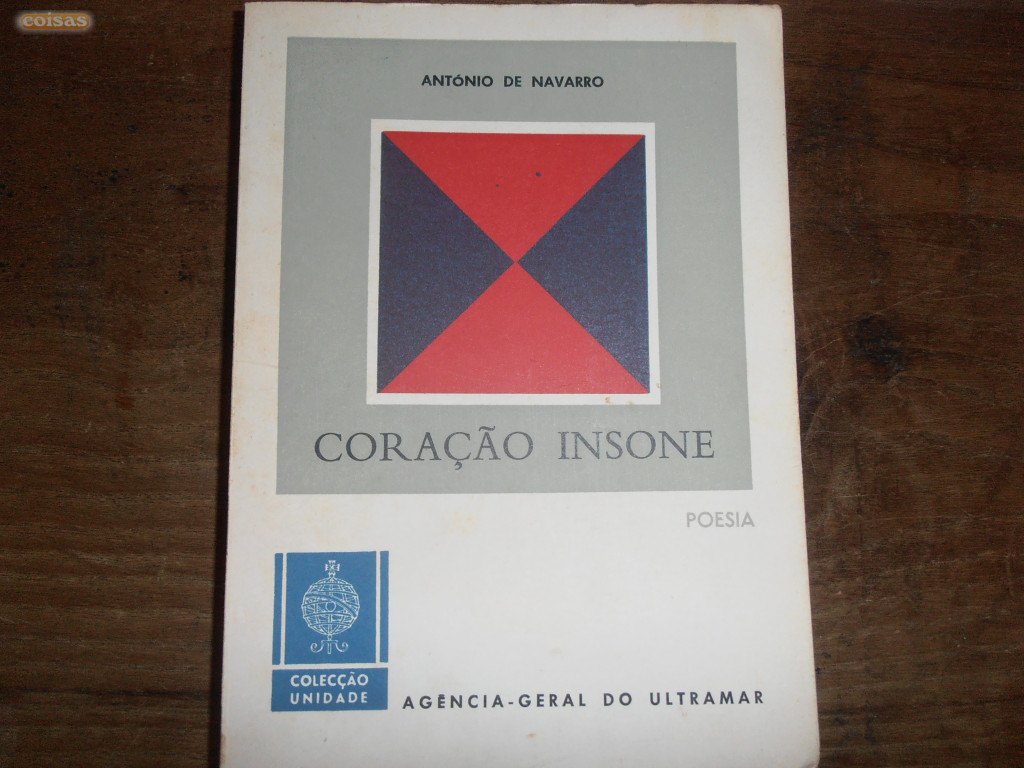 coisas
ANTÓNIO DE NAVARRO
CORAÇÃO INSONE
POESIA
COLECÇÃO
UNIDADE
AGÊNCIA-GERAL DO ULTRAMAR